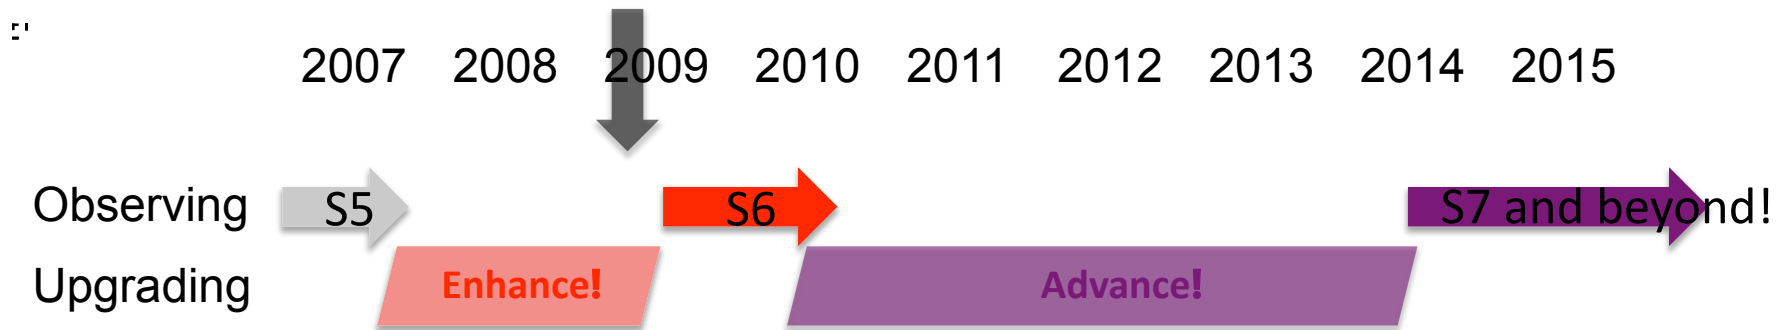 2007 2008 2009 2010 2011 2012 2013 2014 2015
Observing S5 S6 S7 and beyond!
Upgrading Enhance! Advance!